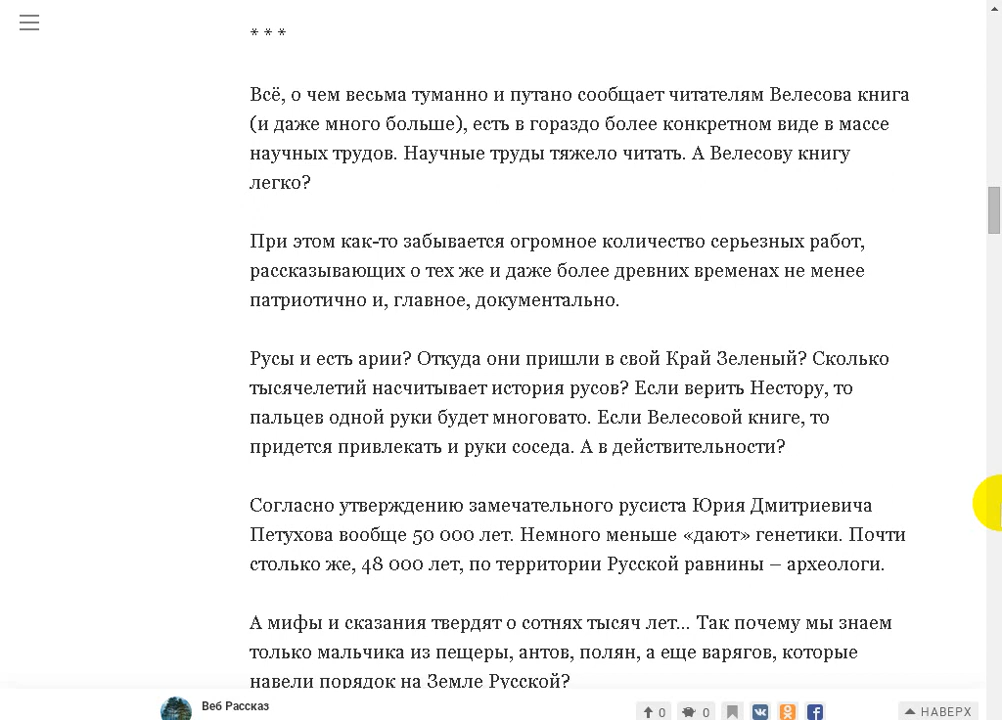 * * *
Всё, о чем весьма туманно и путано сообщает читателям Велесова книга
(и даже много больше), есть в гораздо более конкретном виде в массе
научных трудов. Научные труды тяжело читать. А Велесову книгу
легко?
При этом как-то забывается огромное количество серьезных работ,
рассказывающих о тех же и даже более древних временах не менее
патриотично и, главное, документально.
Русы и есть арии? Откуда они пришли в свой Край Зеленый? Сколько
тысячелетий насчитывает история русов? Если верить Нестору, то
пальцев одной руки будет многовато. Если Велесовой книге, то
придется привлекать и руки соседа. А в действительности?
Согласно утверждению замечательного русиста Юрия Дмитриевича
Петухова вообще 50 000 лет. Немного меньше «дают» генетики. Почти
столько же, 48 000 лет, по территории Русской равнины – археологи.
А мифы и сказания твердят о сотнях тысяч лет... Так почему мы знаем
только мальчика из пещеры, антов, полян, а еще варягов, которые
навели порядок на Земле Русской?
Веб Рассказ
0 0 НАВЕРХ